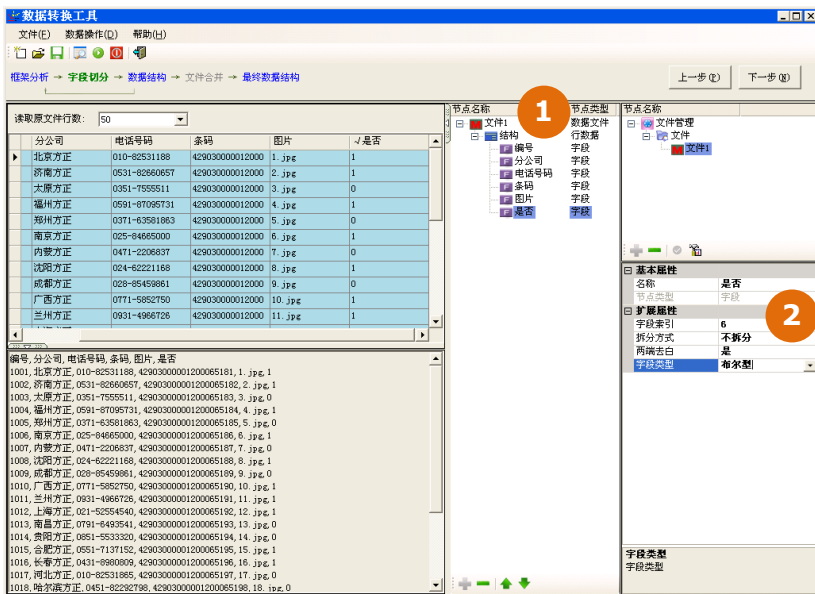 数据转换工具
文件(F) 数据操作(D) 帮助(H)
框架分析 → 字段切分 → 数据结构 → 文件合并 → 最终数据结构
上一步(P) 下一步(N)
读取原文件行数: 50
分公司 电话号码 条码 图片 √是否
北京方正 010-82531188 429030000012000 1.jpg 1
济南方正 0531-82660657 429030000012000 2.jpg 1
太原方正 0351-7555511 429030000012000 3.jpg 0
福州方正 0591-87095731 429030000012000 4.jpg 1
郑州方正 0371-63581863 429030000012000 5.jpg 0
南京方正 025-84665000 429030000012000 6.jpg 1
内蒙方正 0471-2206837 429030000012000 7.jpg 0
沈阳方正 024-62221168 429030000012000 8.jpg 1
成都方正 028-85459861 429030000012000 9.jpg 0
广西方正 0771-5852750 429030000012000 10.jpg 1
兰州方正 0931-4966726 429030000012000 11.jpg 1
编号,分公司,电话号码,条码,图片,是否
1001,北京方正,010-82531188,42903000001200065181,1.jpg,1
1002,济南方正,0531-82660657,42903000001200065182,2.jpg,1
1003,太原方正,0351-7555511,42903000001200065183,3.jpg,0
1004,福州方正,0591-87095731,42903000001200065184,4.jpg,1
1005,郑州方正,0371-63581863,42903000001200065185,5.jpg,0
1006,南京方正,025-84665000,42903000001200065186,6.jpg,1
1007,内蒙方正,0471-2206837,42903000001200065187,7.jpg,0
1008,沈阳方正,024-62221168,42903000001200065188,8.jpg,1
1009,成都方正,028-85459861,42903000001200065189,9.jpg,0
1010,广西方正,0771-5852750,42903000001200065190,10.jpg,1
1011,兰州方正,0931-4966726,42903000001200065191,11.jpg,1
1012,上海方正,021-52554540,42903000001200065192,12.jpg,1
1013,南昌方正,0791-6493541,42903000001200065193,13.jpg,0
1014,贵阳方正,0851-5533320,42903000001200065194,14.jpg,0
1015,合肥方正,0551-7137152,42903000001200065195,15.jpg,1
1016,长春方正,0431-8980809,42903000001200065196,16.jpg,1
1017,河北方正,010-82531865,42903000001200065197,17.jpg,0
1018,哈尔滨方正,0451-82292798,42903000001200065198,18.jpg,0
节点名称 节点类型
1
文件1 数据文件
结构 行数据
编号 字段
分公司 字段
电话号码 字段
条码 字段
图片 字段
是否 字段
节点名称
文件管理
文件
文件1
基本属性
名称 是否
节点类型 字段
扩展属性
2
字段索引 6
拆分方式 不拆分
两端去白 是
字段类型 布尔型
字段类型
字段类型